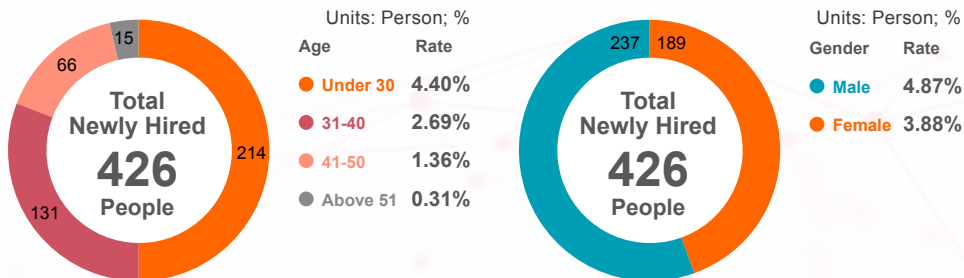 Units: Person; %
Age Rate
Under 30 4.40%
31-40 2.69%
41-50 1.36%
Above 51 0.31%
15
66
214
131
Total
Newly Hired
426
People
Units: Person; %
Gender Rate
Male 4.87%
Female 3.88%
237 189
Total
Newly Hired
426
People